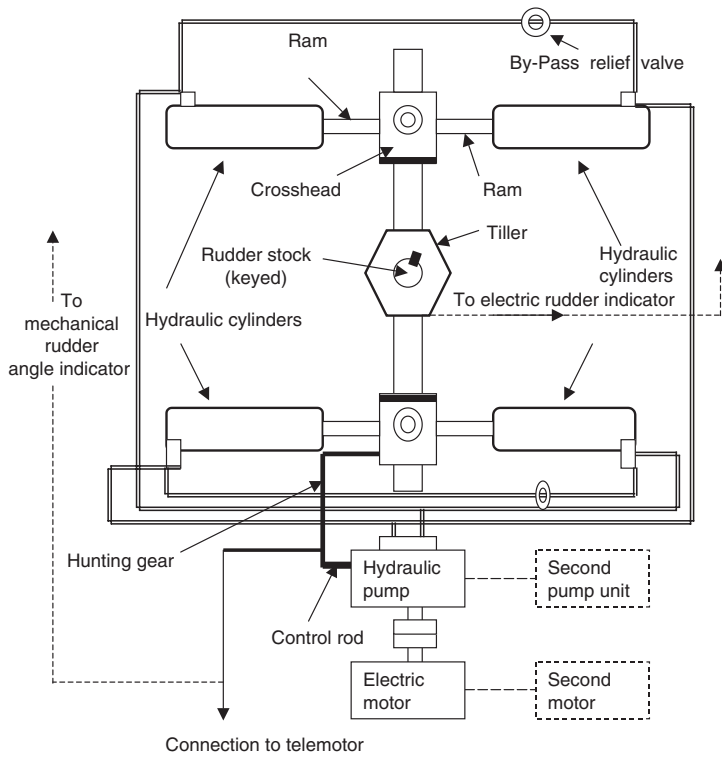 Ram
By-Pass relief valve
Crosshead
Ram
Tiller
Rudder stock
(keyed)
Hydraulic
cylinders
To electric rudder indicator
To
mechanical
rudder
angle indicator
Hydraulic cylinders
Hunting gear
Hydraulic
pump
Second
pump unit
Control rod
Electric
motor
Second
motor
Connection to telemotor